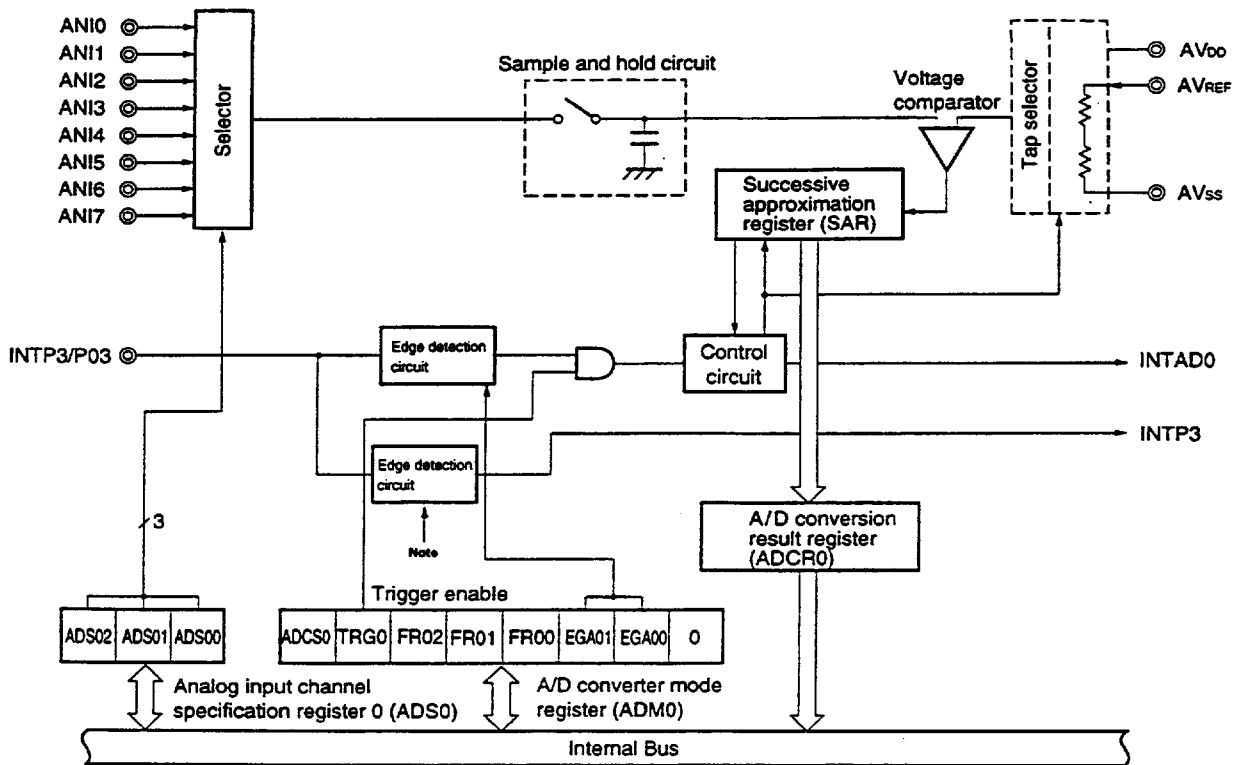 ANI0
ANI1
ANI2
ANI3
ANI4
ANI5
ANI6
ANI7
Selector
Sample and hold circuit
Voltage
comparator
Tap selector
AVDD
AVREF
AVSS
Successive
approximation
register (SAR)
INTP3/P03
Edge detection
circuit
Control
circuit
INTAD0
Edge detection
circuit
INTP3
Note
3
A/D conversion
result register
(ADCR0)
Trigger enable
ADS02 ADS01 ADS00
ADCS0 TRG0 FR02 FR01 FR00 EGA01 EGA00 0
Analog input channel
specification register 0 (ADS0)
A/D converter mode
register (ADM0)
Internal Bus